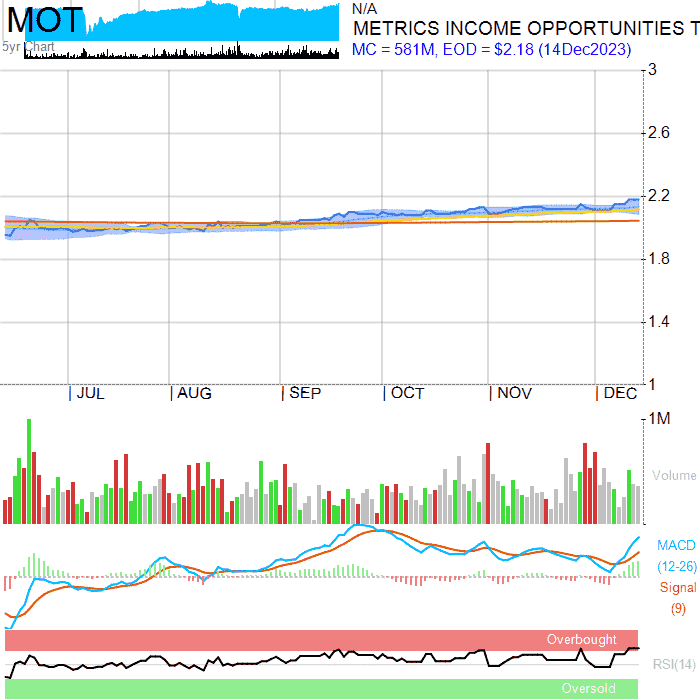 MOT
5yr Chart
N/A
METRICS INCOME OPPORTUNITIES T
MC = 581M, EOD = $2.18 (14Dec2023)
3
2.6
2.2
1.8
1.4
1
JUL AUG SEP OCT NOV DEC
1M
Volume
MACD
(12-26)
Signal
(9)
Overbought
RSI(14)
Oversold